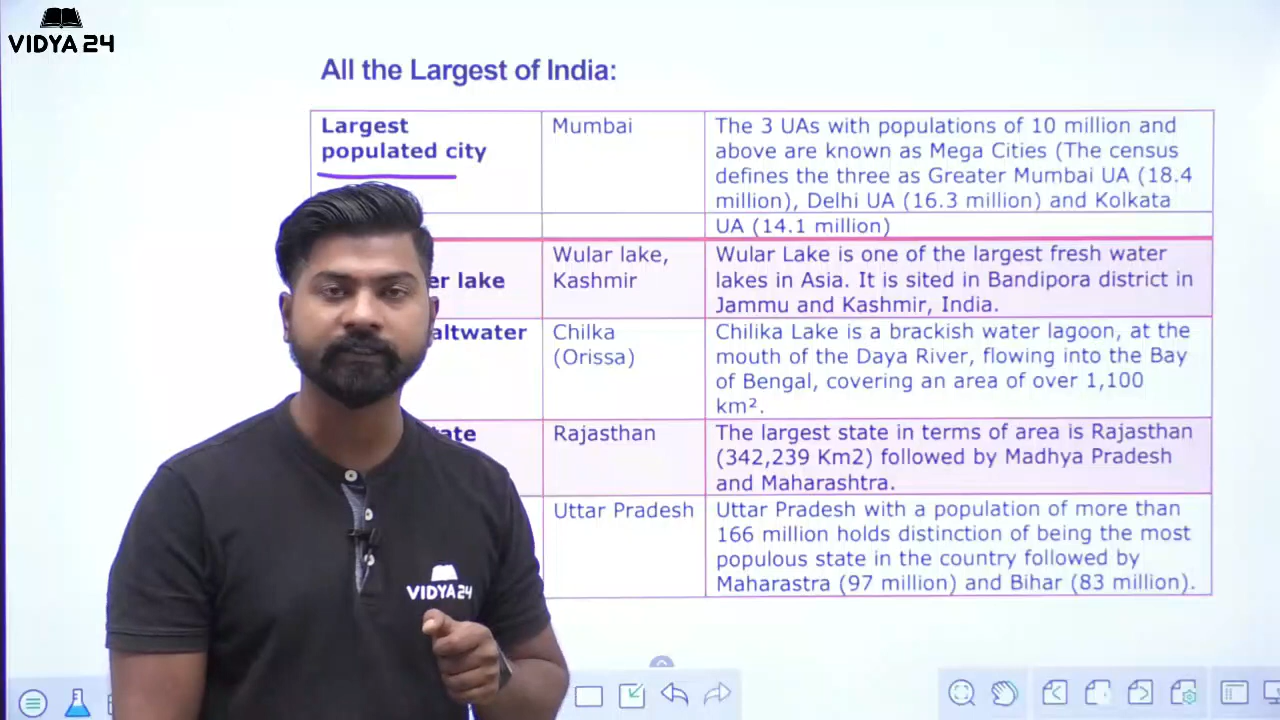 VIDYA 24
All the Largest of India:
Largest
populated city
Mumbai
The 3 UAs with populations of 10 million and
above are known as Mega Cities (The census
defines the three as Greater Mumbai UA (18.4
million), Delhi UA (16.3 million) and Kolkata
UA (14.1 million)
lake
Wular lake,
Kashmir
Wular Lake is one of the largest fresh water
lakes in Asia. It is sited in Bandipora district in
Jammu and Kashmir, India.
Chilka
(Orissa)
Chilika Lake is a brackish water lagoon, at the
mouth of the Daya River, flowing into the Bay
of Bengal, covering an area of over 1,100
km².
Rajasthan
The largest state in terms of area is Rajasthan
(342,239 Km2) followed by Madhya Pradesh
and Maharashtra.
Uttar Pradesh
Uttar Pradesh with a population of more than
166 million holds distinction of being the most
populous state in the country followed by
Maharastra (97 million) and Bihar (83 million).
VIDYA 24